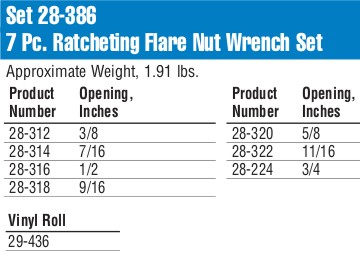 Set 28-386
7 Pc. Ratcheting Flare Nut Wrench Set
Approximate Weight, 1.91 lbs.
Product Number Opening, Inches
28-312 3/8
28-314 7/16
28-316 1/2
28-318 9/16
Product Number Opening, Inches
28-320 5/8
28-322 11/16
28-224 3/4
Vinyl Roll
29-436